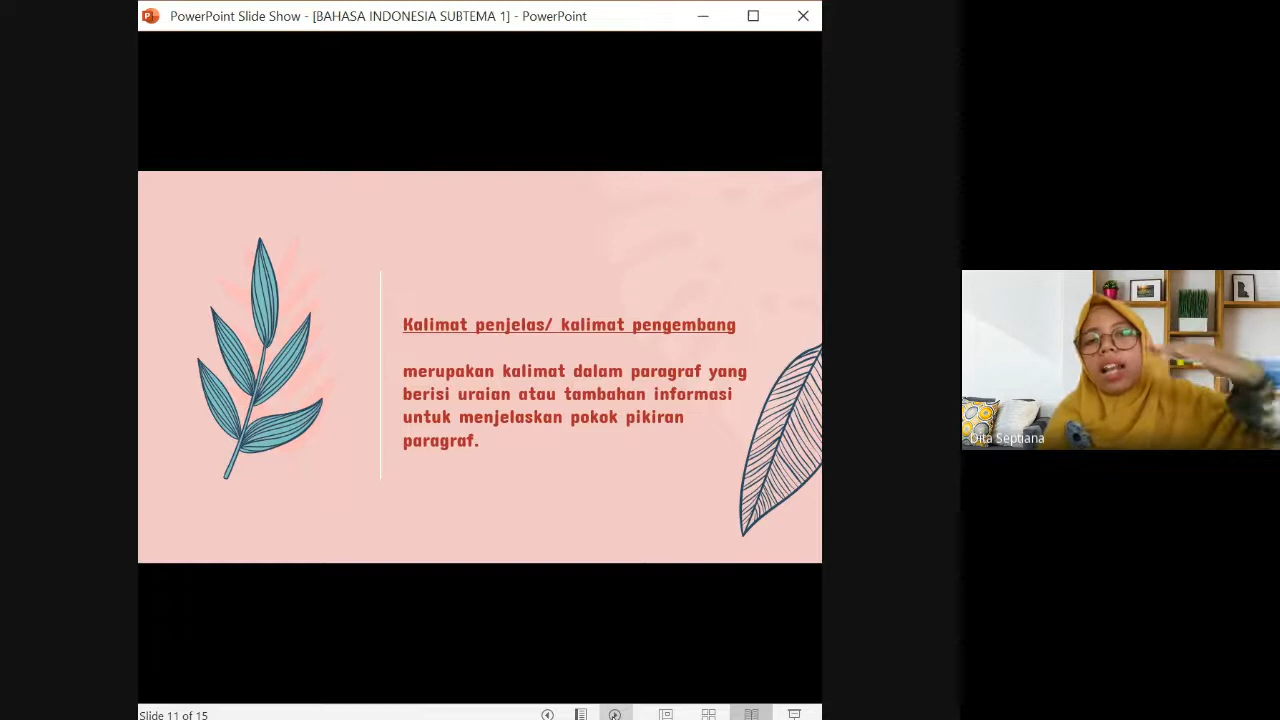 PowerPoint Slide Show - [BAHASA INDONESIA SUBTEMA 1] - PowerPoint
Kalimat penjelas/ kalimat pengembang
merupakan kalimat dalam paragraf yang
berisi uraian atau tambahan informasi
untuk menjelaskan pokok pikiran
paragraf.
Dita Septiana
Slide 11 of 15